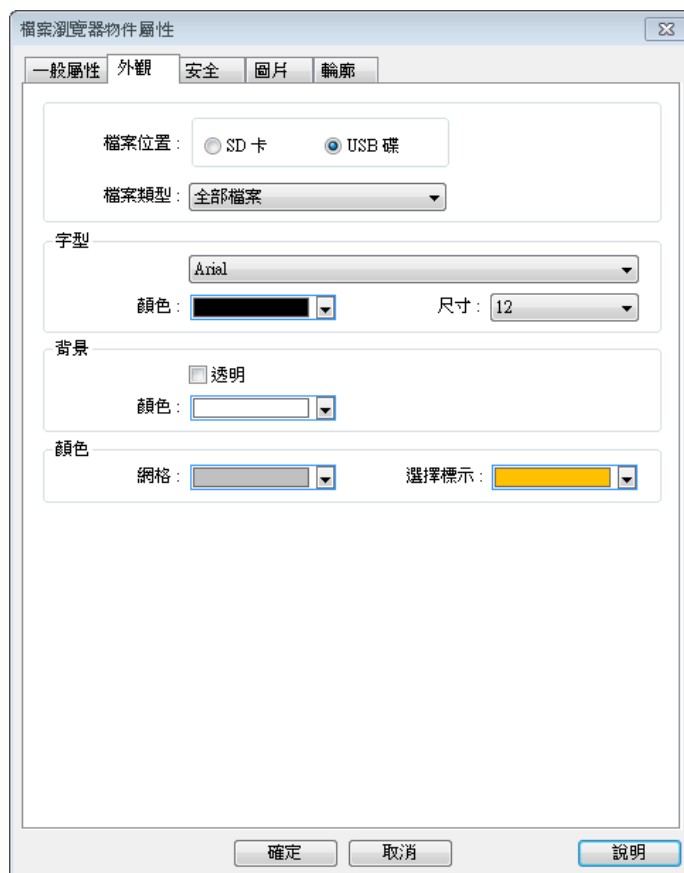 檔案瀏覽器物件屬性
一般屬性 外觀 安全 圖片 輪廓
檔案位置 : SD 卡 USB 碟
檔案類型 : 全部檔案
字型
Arial
顏色 : 尺寸 : 12
背景
透明
顏色 :
顏色
網格 : 選擇標示 :
確定 取消 說明